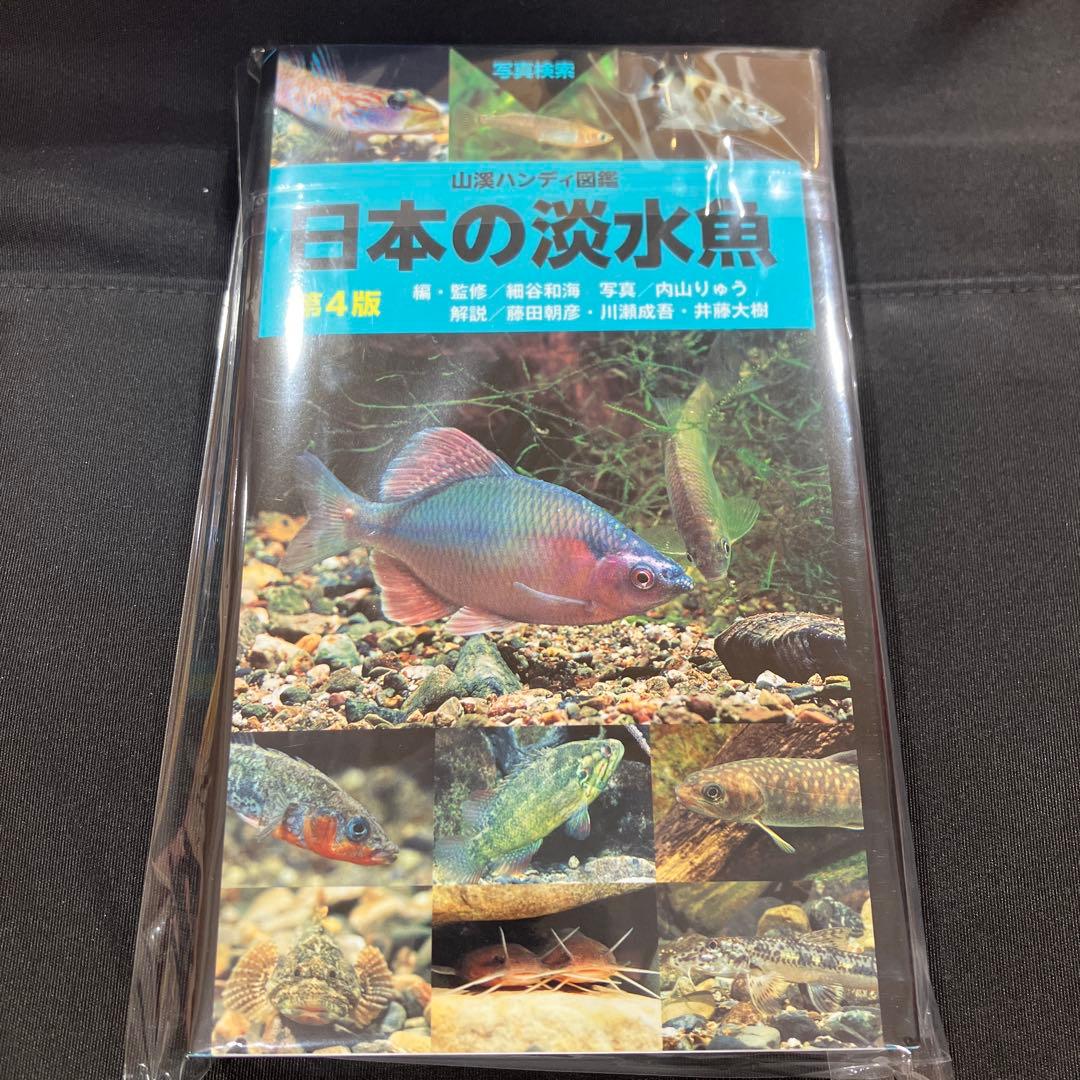 写真検索
山溪ハンディ図鑑
日本の淡水魚
第4版
編・監修／細谷和海 写真／内山りゅう
解説／藤田朝彦・川瀬成吾・井藤大樹